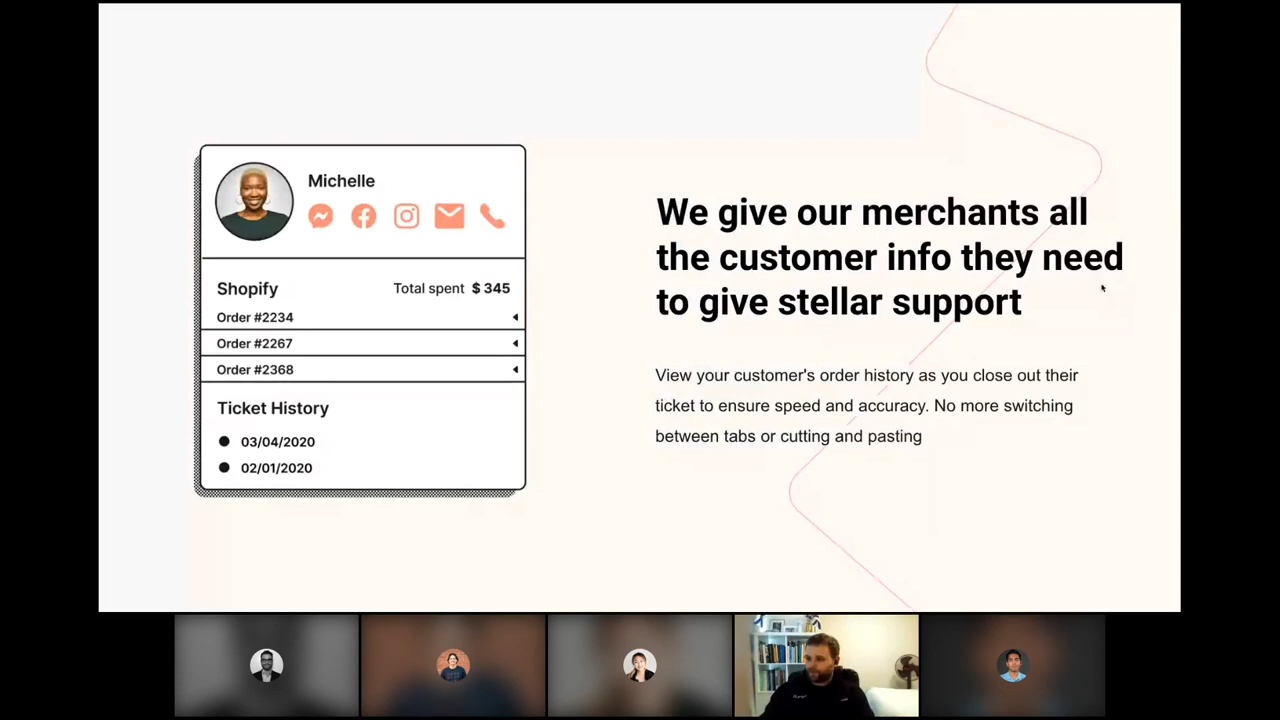 Michelle
Shopify
Total spent $ 345
Order #2234
Order #2267
Order #2368
Ticket History
03/04/2020
02/01/2020
We give our merchants all
the customer info they need
to give stellar support
View your customer's order history as you close out their
ticket to ensure speed and accuracy. No more switching
between tabs or cutting and pasting